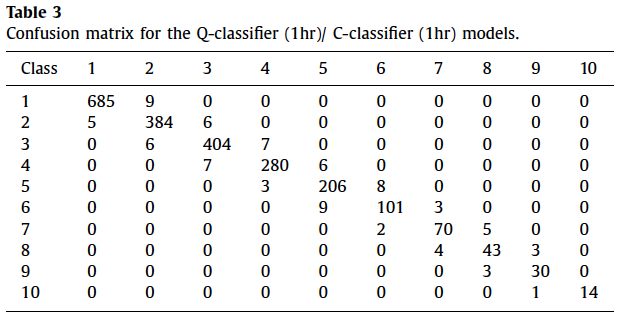 Table 3
Confusion matrix for the Q-classifier (1hr)/ C-classifier (1hr) models.
Class 1 2 3 4 5 6 7 8 9 10
1 685 9 0 0 0 0 0 0 0 0
2 5 384 6 0 0 0 0 0 0 0
3 0 6 404 7 0 0 0 0 0 0
4 0 0 7 280 6 0 0 0 0 0
5 0 0 0 3 206 8 0 0 0 0
6 0 0 0 0 9 101 3 0 0 0
7 0 0 0 0 0 2 70 5 0 0
8 0 0 0 0 0 0 4 43 3 0
9 0 0 0 0 0 0 0 3 30 0
10 0 0 0 0 0 0 0 0 1 14